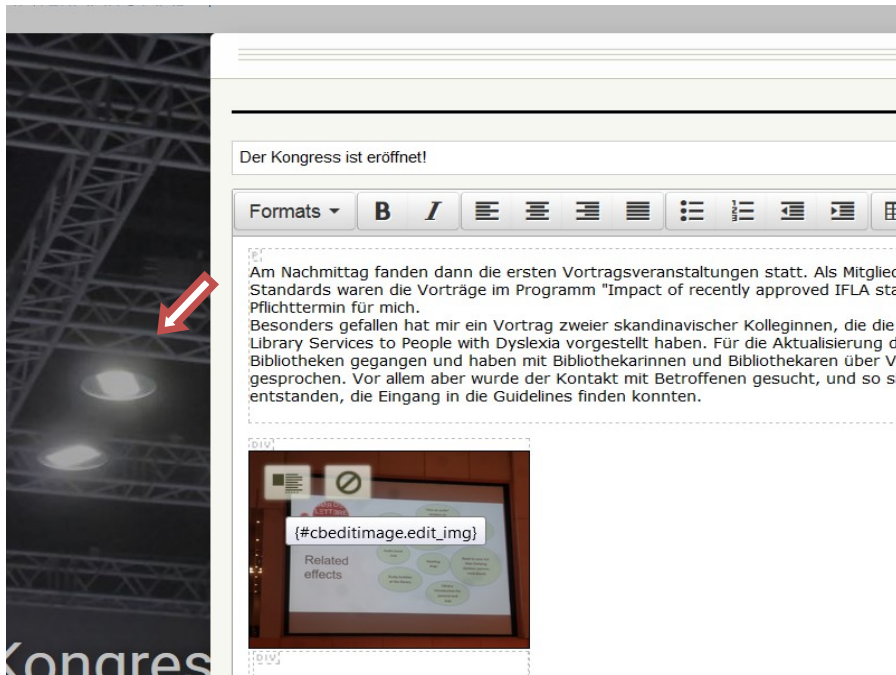 Der Kongress ist eröffnet!
Formats
B
I
P
Am Nachmittag fanden dann die ersten Vortragsveranstaltungen statt. Als Mitglied
Standards waren die Vorträge im Programm "Impact of recently approved IFLA sta
Pflichttermin für mich.
Besonders gefallen hat mir ein Vortrag zweier skandinavischer Kolleginnen, die die
Library Services to People with Dyslexia vorgestellt haben. Für die Aktualisierung d
Bibliotheken gegangen und haben mit Bibliothekarinnen und Bibliothekaren über V
gesprochen. Vor allem aber wurde der Kontakt mit Betroffenen gesucht, und so s
entstanden, die Eingang in die Guidelines finden konnten.
DIV
{#cbeditimage.edit_img}
Related
effects
DIV
Kongres